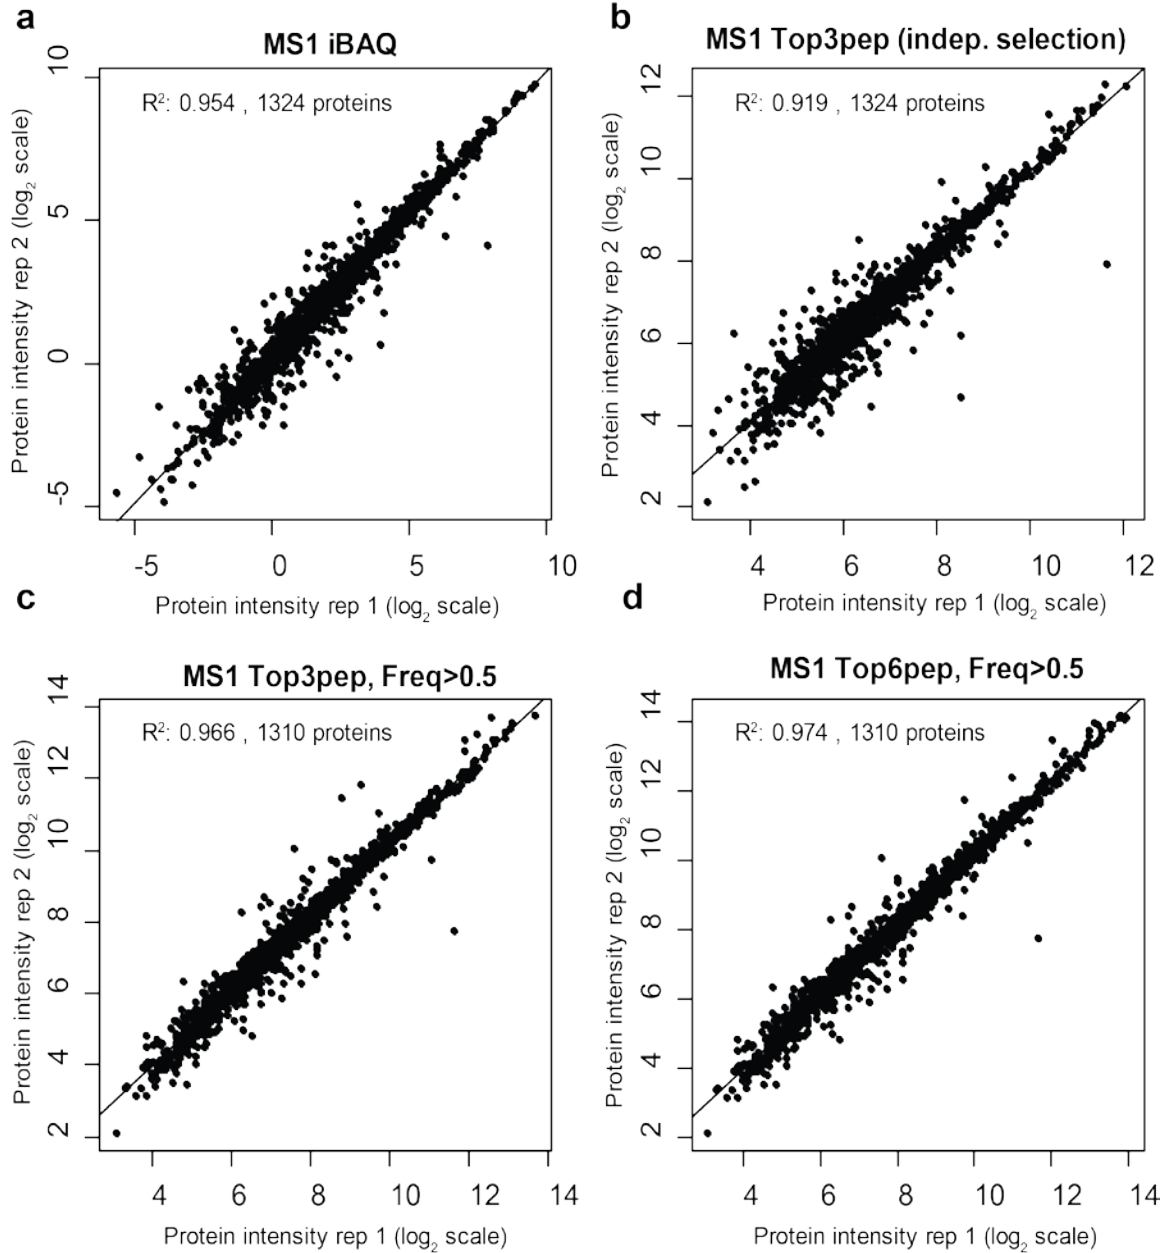 a
MS1 iBAQ
R²: 0.954 , 1324 proteins
Protein intensity rep 2 (log₂ scale)
10
5
0
-5
-5 0 5 10
Protein intensity rep 1 (log₂ scale)
b
MS1 Top3pep (indep. selection)
R²: 0.919 , 1324 proteins
Protein intensity rep 2 (log₂ scale)
12
10
8
6
4
2
4 6 8 10 12
Protein intensity rep 1 (log₂ scale)
c
MS1 Top3pep, Freq>0.5
R²: 0.966 , 1310 proteins
Protein intensity rep 2 (log₂ scale)
14
12
10
8
6
4
2
4 6 8 10 12 14
Protein intensity rep 1 (log₂ scale)
d
MS1 Top6pep, Freq>0.5
R²: 0.974 , 1310 proteins
Protein intensity rep 2 (log₂ scale)
14
12
10
8
6
4
2
4 6 8 10 12 14
Protein intensity rep 1 (log₂ scale)